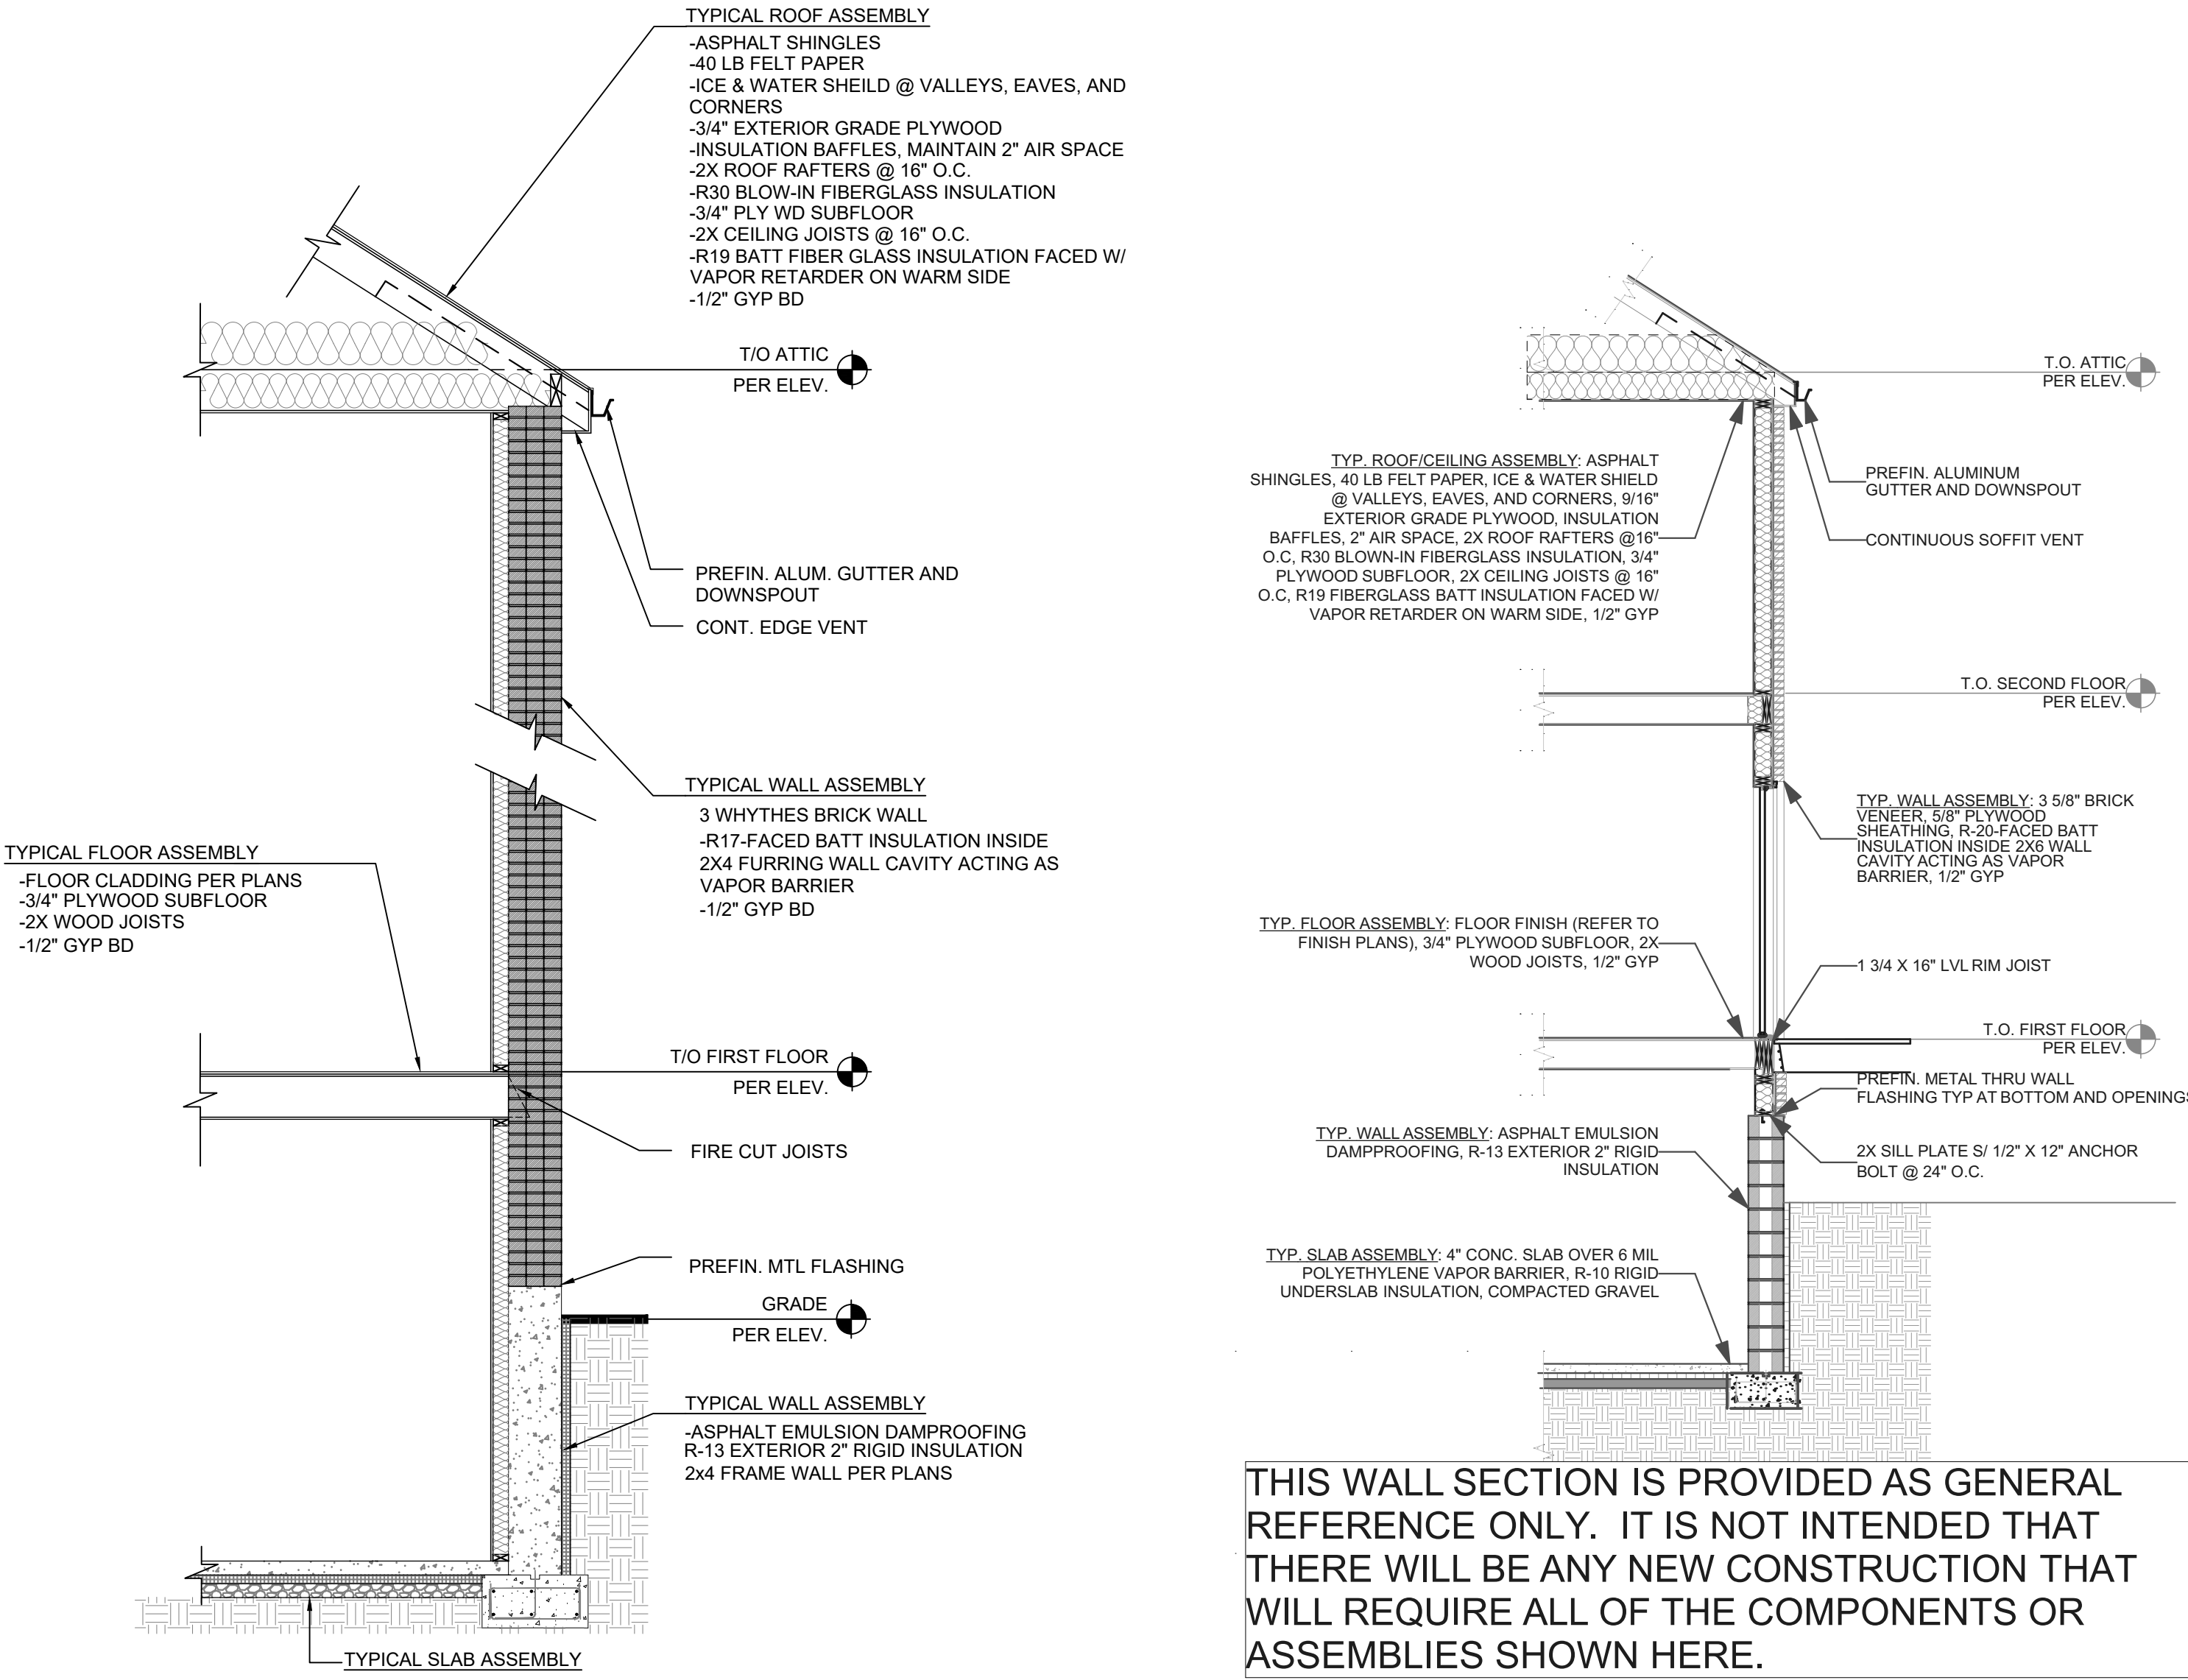 TYPICAL ROOF ASSEMBLY
-ASPHALT SHINGLES
-40 LB FELT PAPER
-ICE & WATER SHEILD @ VALLEYS, EAVES, AND
CORNERS
-3/4" EXTERIOR GRADE PLYWOOD
-INSULATION BAFFLES, MAINTAIN 2" AIR SPACE
-2X ROOF RAFTERS @ 16" O.C.
-R30 BLOW-IN FIBERGLASS INSULATION
-3/4" PLY WD SUBFLOOR
-2X CEILING JOISTS @ 16" O.C.
-R19 BATT FIBER GLASS INSULATION FACED W/
VAPOR RETARDER ON WARM SIDE
-1/2" GYP BD
T/O ATTIC
PER ELEV.
PREFIN. ALUM. GUTTER AND
DOWNSPOUT
CONT. EDGE VENT
TYPICAL WALL ASSEMBLY
3 WHYTHES BRICK WALL
-R17-FACED BATT INSULATION INSIDE
2X4 FURRING WALL CAVITY ACTING AS
VAPOR BARRIER
-1/2" GYP BD
TYPICAL FLOOR ASSEMBLY
-FLOOR CLADDING PER PLANS
-3/4" PLYWOOD SUBFLOOR
-2X WOOD JOISTS
-1/2" GYP BD
T/O FIRST FLOOR
PER ELEV.
FIRE CUT JOISTS
PREFIN. MTL FLASHING
GRADE
PER ELEV.
TYPICAL WALL ASSEMBLY
-ASPHALT EMULSION DAMPROOFING
R-13 EXTERIOR 2" RIGID INSULATION
2x4 FRAME WALL PER PLANS
TYPICAL SLAB ASSEMBLY
T.O. ATTIC
PER ELEV.
TYP. ROOF/CEILING ASSEMBLY: ASPHALT
SHINGLES, 40 LB FELT PAPER, ICE & WATER SHIELD
@ VALLEYS, EAVES, AND CORNERS, 9/16"
EXTERIOR GRADE PLYWOOD, INSULATION
BAFFLES, 2" AIR SPACE, 2X ROOF RAFTERS @16"
O.C, R30 BLOWN-IN FIBERGLASS INSULATION, 3/4"
PLYWOOD SUBFLOOR, 2X CEILING JOISTS @ 16"
O.C, R19 FIBERGLASS BATT INSULATION FACED W/
VAPOR RETARDER ON WARM SIDE, 1/2" GYP
PREFIN. ALUMINUM
GUTTER AND DOWNSPOUT
CONTINUOUS SOFFIT VENT
T.O. SECOND FLOOR
PER ELEV.
TYP. WALL ASSEMBLY: 3 5/8" BRICK
VENEER, 5/8" PLYWOOD
SHEATHING, R-20-FACED BATT
INSULATION INSIDE 2X6 WALL
CAVITY ACTING AS VAPOR
BARRIER, 1/2" GYP
TYP. FLOOR ASSEMBLY: FLOOR FINISH (REFER TO
FINISH PLANS), 3/4" PLYWOOD SUBFLOOR, 2X
WOOD JOISTS, 1/2" GYP
1 3/4 X 16" LVL RIM JOIST
T.O. FIRST FLOOR
PER ELEV.
PREFIN. METAL THRU WALL
FLASHING TYP AT BOTTOM AND OPENINGS
TYP. WALL ASSEMBLY: ASPHALT EMULSION
DAMPPROOFING, R-13 EXTERIOR 2" RIGID
INSULATION
2X SILL PLATE S/ 1/2" X 12" ANCHOR
BOLT @ 24" O.C.
TYP. SLAB ASSEMBLY: 4" CONC. SLAB OVER 6 MIL
POLYETHYLENE VAPOR BARRIER, R-10 RIGID
UNDERSLAB INSULATION, COMPACTED GRAVEL
THIS WALL SECTION IS PROVIDED AS GENERAL
REFERENCE ONLY. IT IS NOT INTENDED THAT
THERE WILL BE ANY NEW CONSTRUCTION THAT
WILL REQUIRE ALL OF THE COMPONENTS OR
ASSEMBLIES SHOWN HERE.